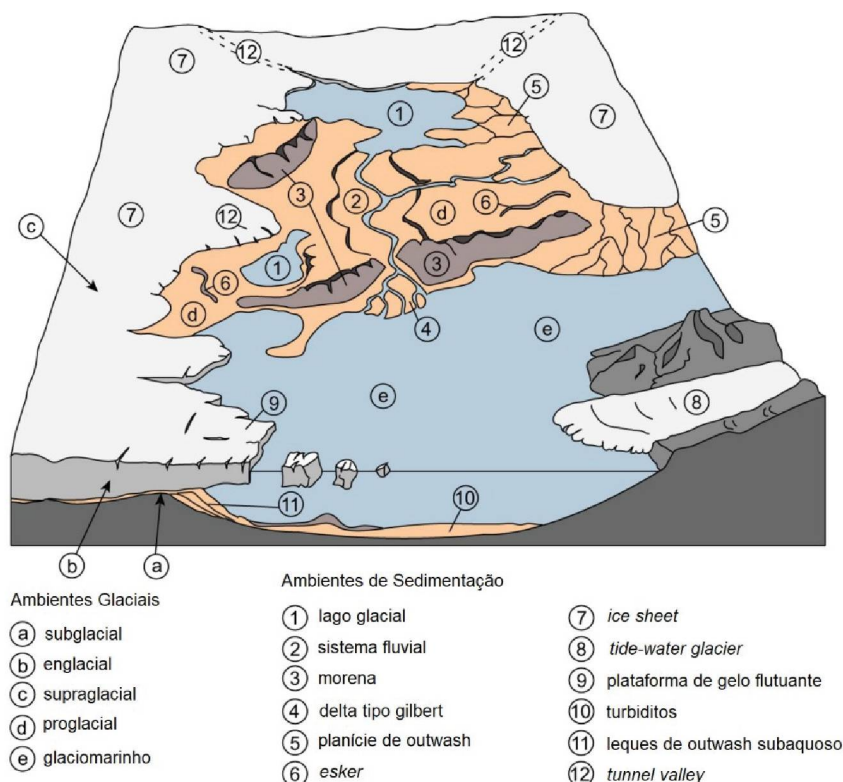 12
12
7
5
1
7
3
2
d
6
5
7
12
c
1
3
6
d
4
e
e
9
8
11
10
b
a
Ambientes Glaciais
a subglacial
b englacial
c supraglacial
d proglacial
e glaciomarinho
Ambientes de Sedimentação
1 lago glacial
2 sistema fluvial
3 morena
4 delta tipo gilbert
5 planície de outwash
6 esker
7 ice sheet
8 tide-water glacier
9 plataforma de gelo flutuante
10 turbiditos
11 leques de outwash subaquoso
12 tunnel valley